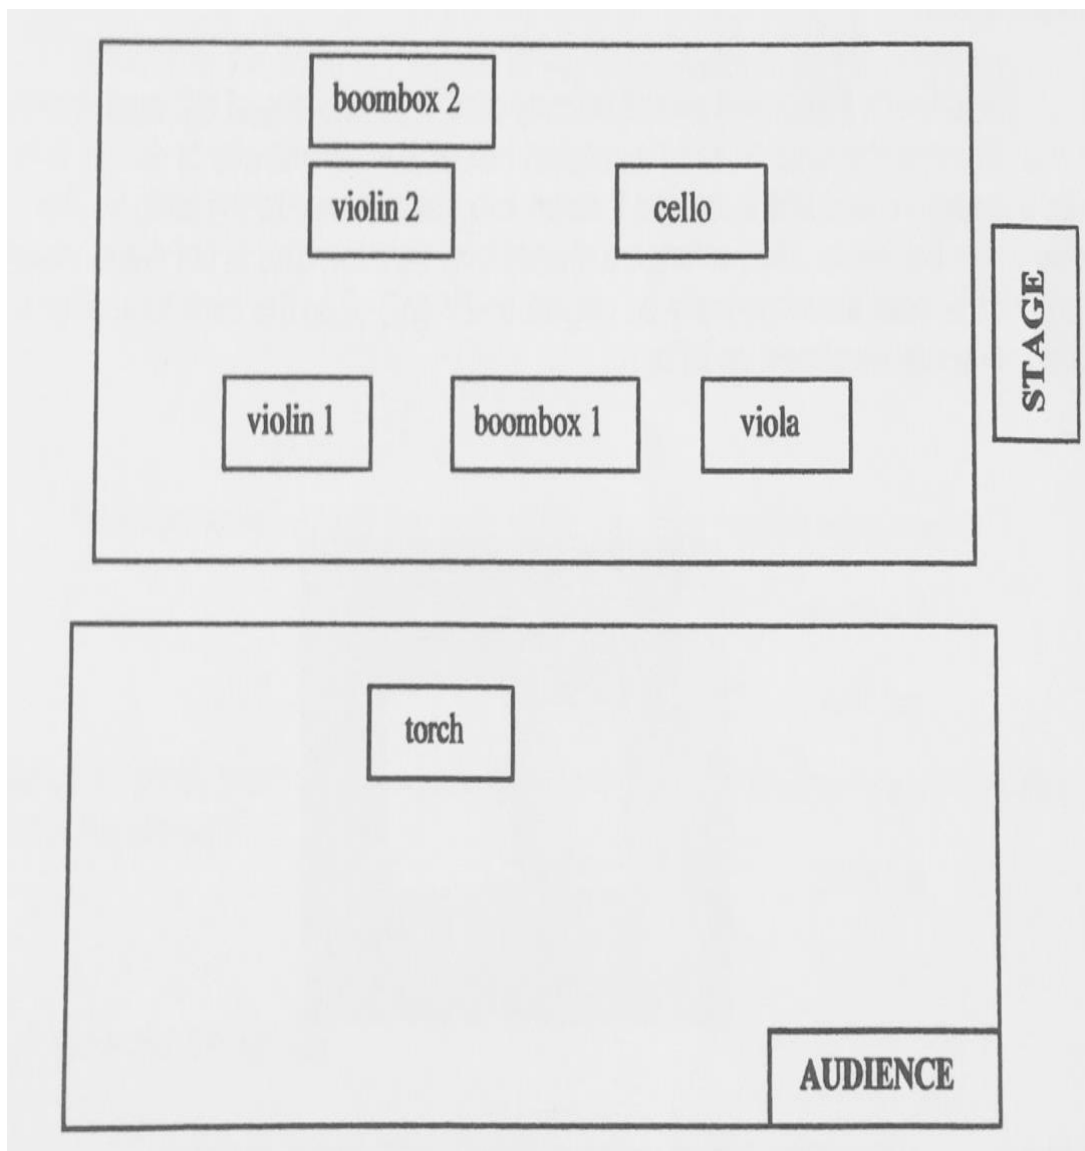 boombox 2
violin 2
cello
STAGE
violin 1
boombox 1
viola
torch
AUDIENCE